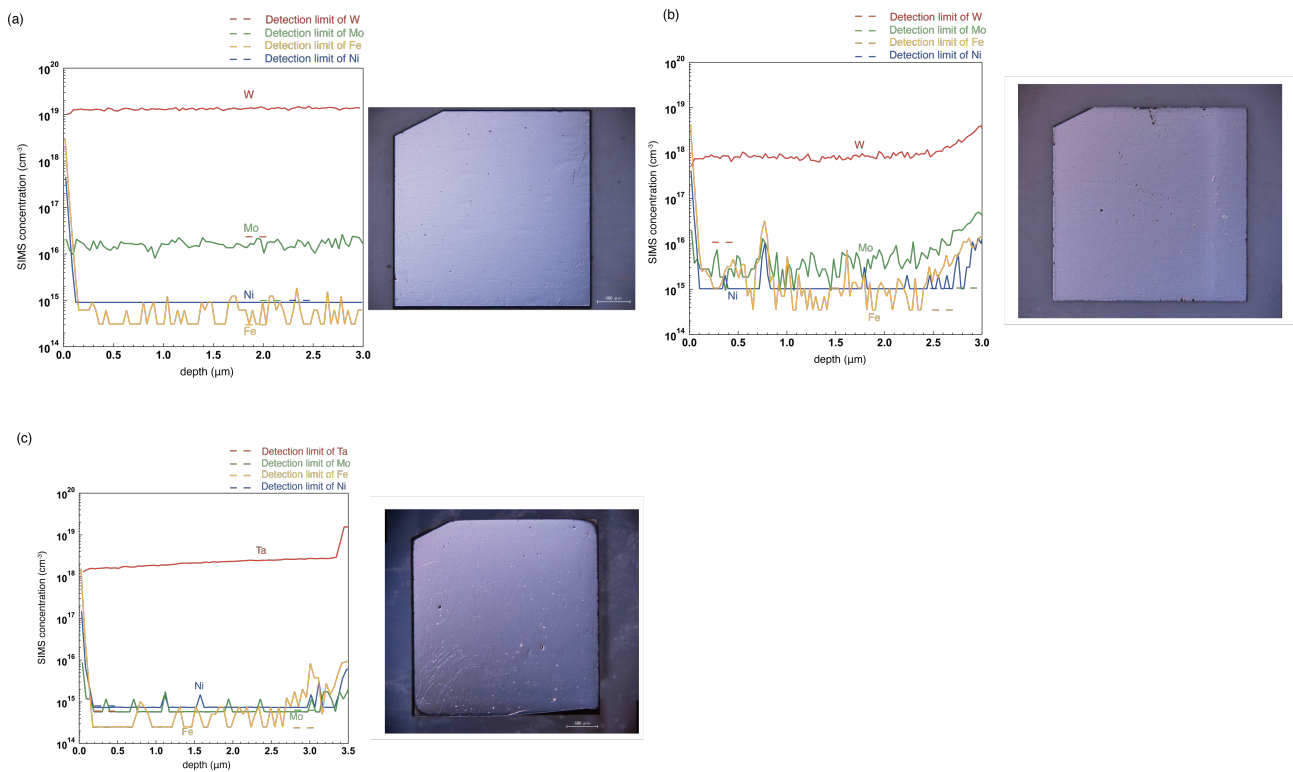 (a)
Detection limit of W
Detection limit of Mo
Detection limit of Fe
Detection limit of Ni
SIMS concentration (cm-3)
10^20
10^19
10^18
10^17
10^16
10^15
10^14
W
Mo
Ni
Fe
0.0 0.5 1.0 1.5 2.0 2.5 3.0
depth (μm)
(b)
Detection limit of W
Detection limit of Mo
Detection limit of Fe
Detection limit of Ni
SIMS concentration (cm-3)
10^20
10^19
10^18
10^17
10^16
10^15
10^14
W
Mo
Ni
Fe
0.0 0.5 1.0 1.5 2.0 2.5 3.0
depth (μm)
(c)
Detection limit of Ta
Detection limit of Mo
Detection limit of Fe
Detection limit of Ni
SIMS concentration (cm-3)
10^20
10^19
10^18
10^17
10^16
10^15
10^14
Ta
Ni
Mo
Fe
0.0 0.5 1.0 1.5 2.0 2.5 3.0 3.5
depth (μm)